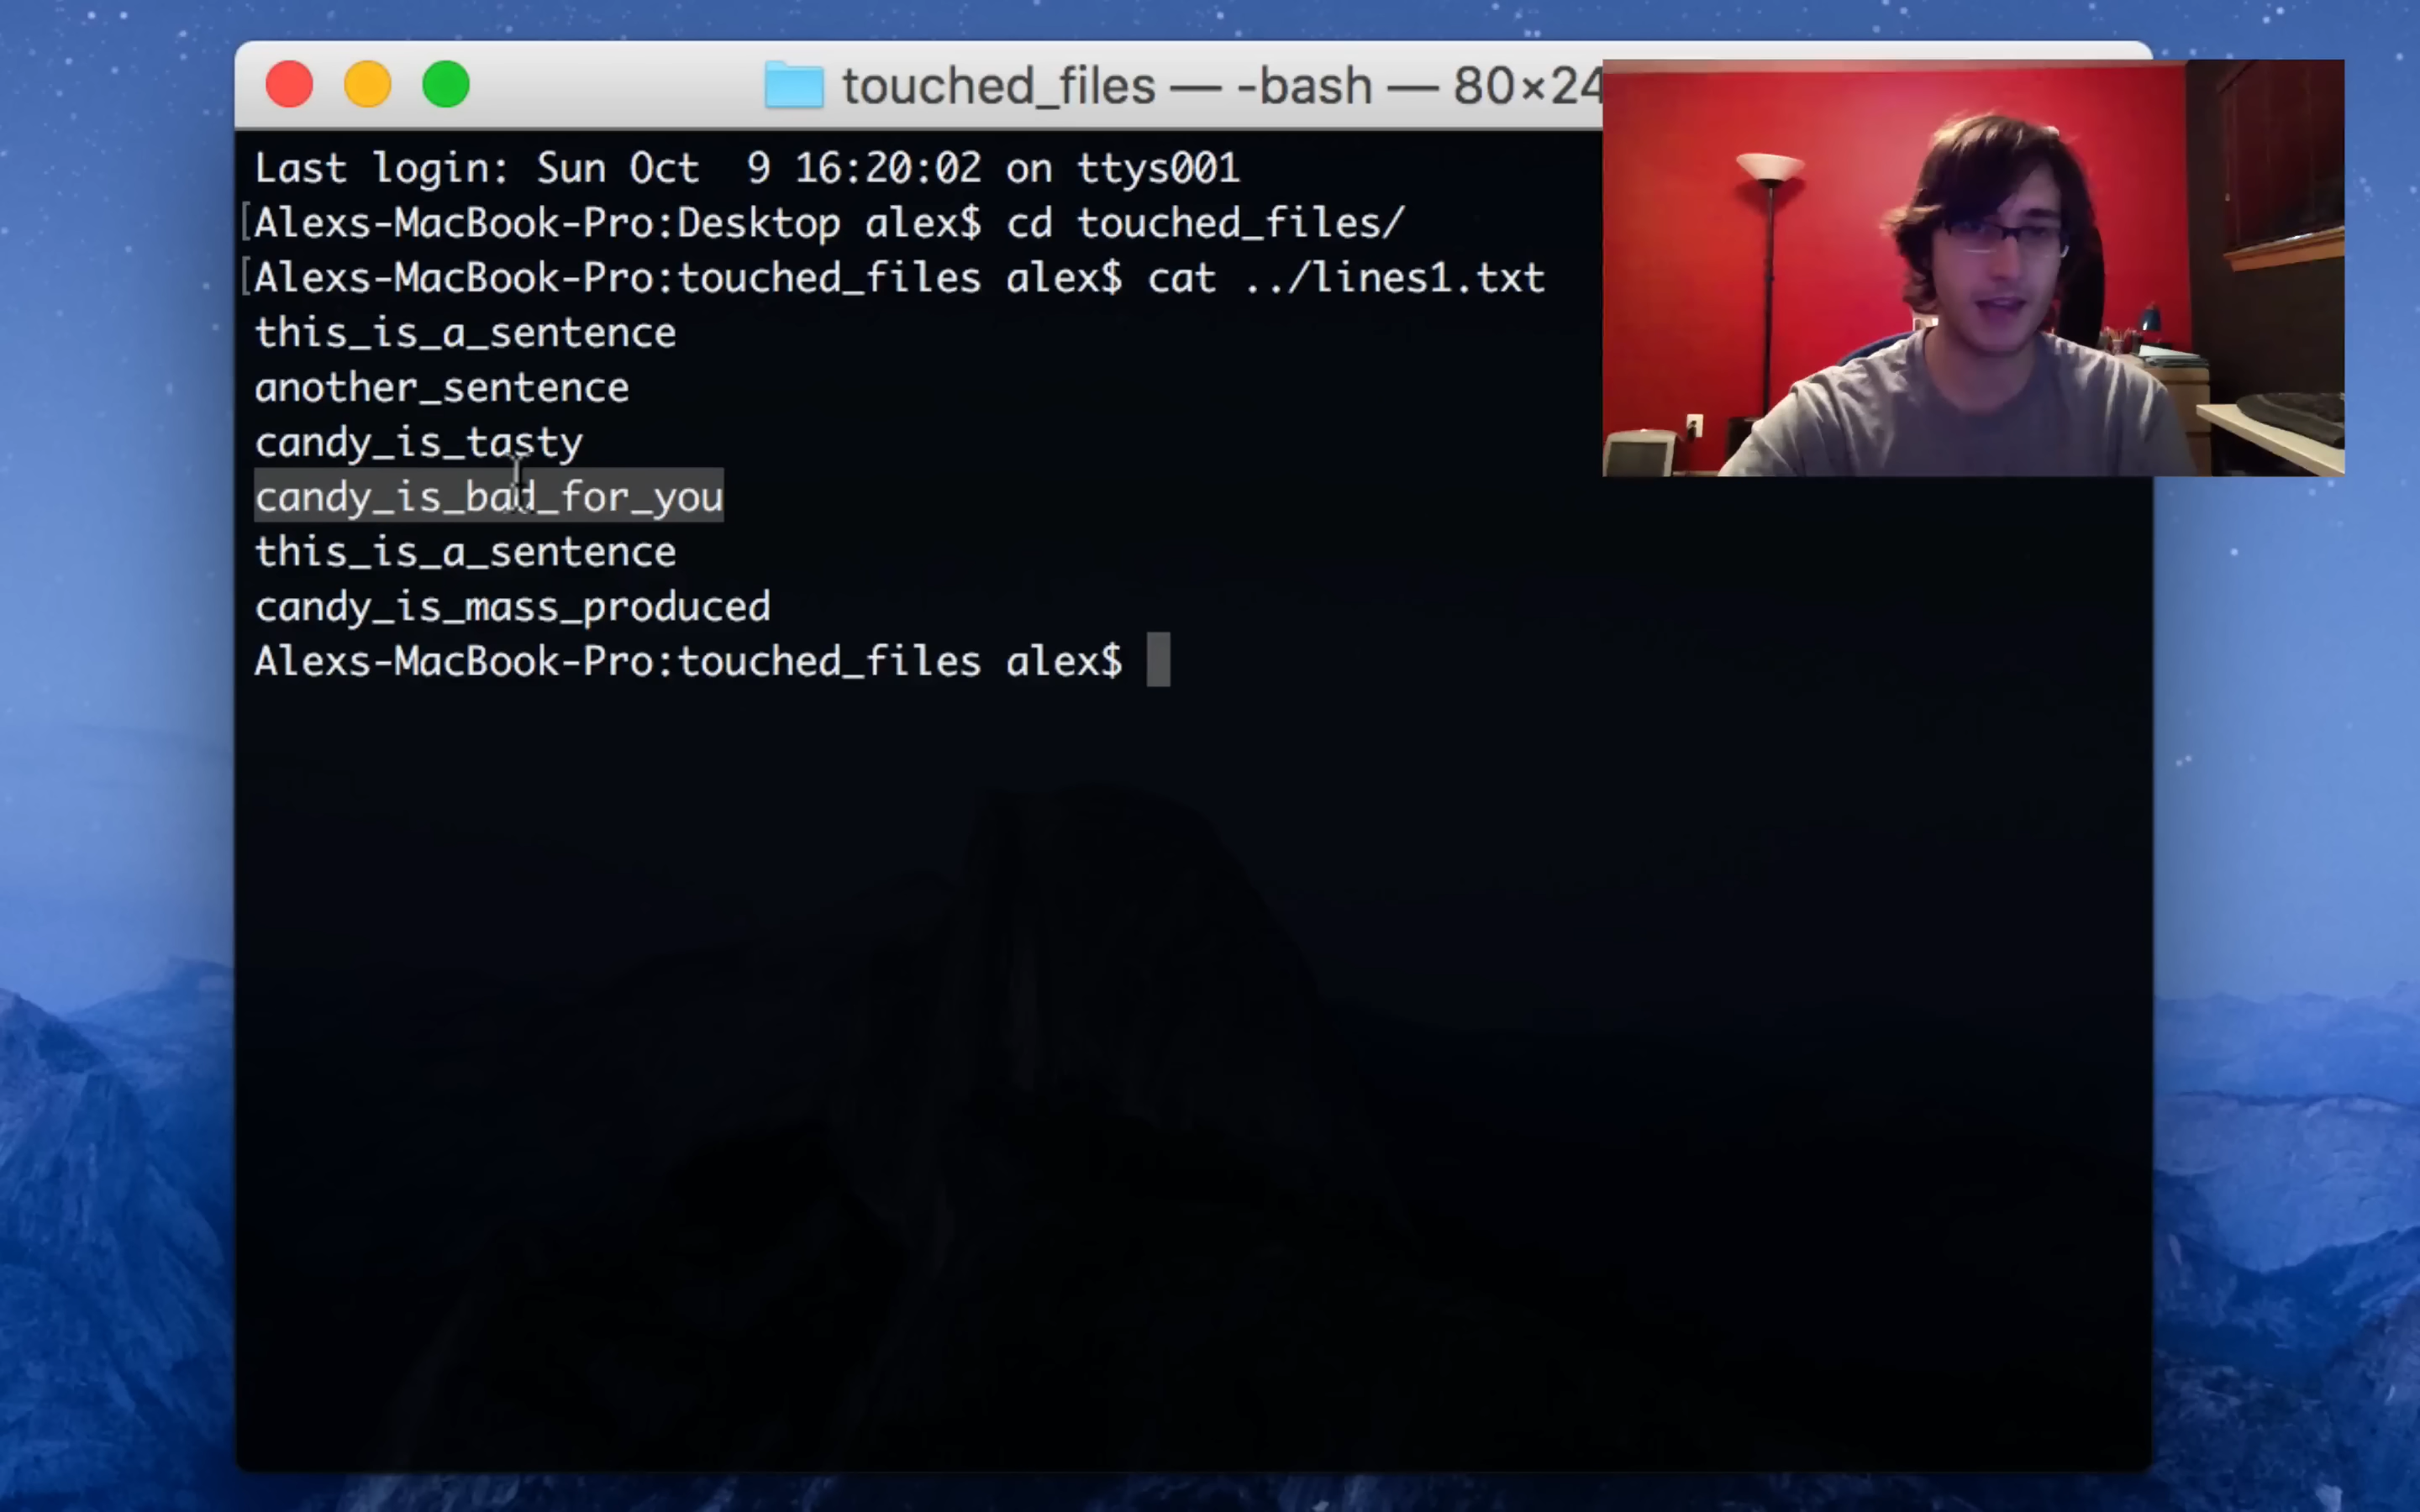 touched_files — -bash — 80×24
Last login: Sun Oct  9 16:20:02 on ttys001
[Alexs-MacBook-Pro:Desktop alex$ cd touched_files/
[Alexs-MacBook-Pro:touched_files alex$ cat ../lines1.txt
this_is_a_sentence
another_sentence
candy_is_tasty
candy_is_bad_for_you
this_is_a_sentence
candy_is_mass_produced
Alexs-MacBook-Pro:touched_files alex$